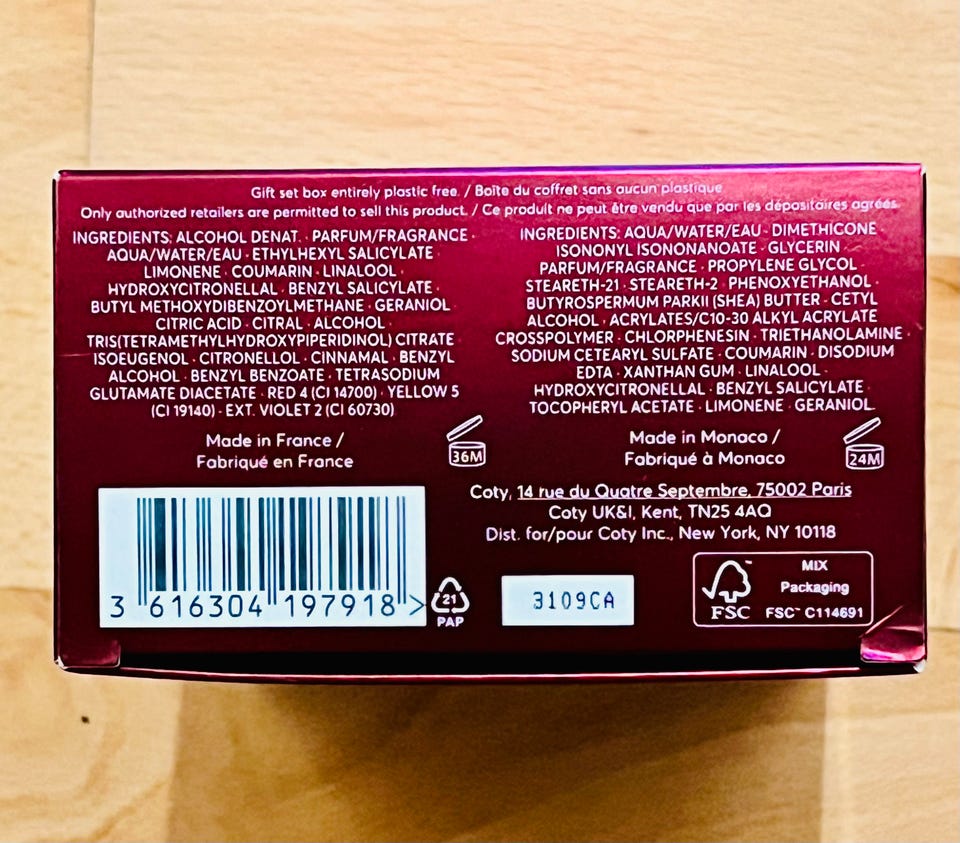 Gift set box entirely plastic free. / Boîte du coffret sans aucun plastique
Only authorized retailers are permitted to sell this product. / Ce produit ne peut être vendu que par les dépositaires agréés.
INGREDIENTS: ALCOHOL DENAT. · PARFUM/FRAGRANCE ·
AQUA/WATER/EAU · ETHYLHEXYL SALICYLATE ·
LIMONENE · COUMARIN · LINALOOL ·
HYDROXYCITRONELLAL · BENZYL SALICYLATE ·
BUTYL METHOXYDIBENZOYLMETHANE · GERANIOL ·
CITRIC ACID · CITRAL · ALCOHOL ·
TRIS(TETRAMETHYLHYDROXYPIPERIDINOL) CITRATE ·
ISOEUGENOL · CITRONELLOL · CINNAMAL · BENZYL
ALCOHOL · BENZYL BENZOATE · TETRASODIUM
GLUTAMATE DIACETATE · RED 4 (CI 14700) · YELLOW 5
(CI 19140) · EXT. VIOLET 2 (CI 60730)
Made in France /
Fabriqué en France
36M
INGREDIENTS: AQUA/WATER/EAU · DIMETHICONE ·
ISONONYL ISONONANOATE · GLYCERIN ·
PARFUM/FRAGRANCE · PROPYLENE GLYCOL ·
STEARETH-21 · STEARETH-2 · PHENOXYETHANOL ·
BUTYROSPERMUM PARKII (SHEA) BUTTER · CETYL
ALCOHOL · ACRYLATES/C10-30 ALKYL ACRYLATE
CROSSPOLYMER · CHLORPHENESIN · TRIETHANOLAMINE ·
SODIUM CETEARYL SULFATE · COUMARIN · DISODIUM
EDTA · XANTHAN GUM · LINALOOL ·
HYDROXYCITRONELLAL · BENZYL SALICYLATE ·
TOCOPHERYL ACETATE · LIMONENE · GERANIOL.
Made in Monaco /
Fabriqué à Monaco
24M
Coty, 14 rue du Quatre Septembre, 75002 Paris
Coty UK&I, Kent, TN25 4AQ
Dist. for/pour Coty Inc., New York, NY 10118
3 616304 197918 >
21
PAP
3109CA
FSC
MIX
Packaging
FSC™ C114691